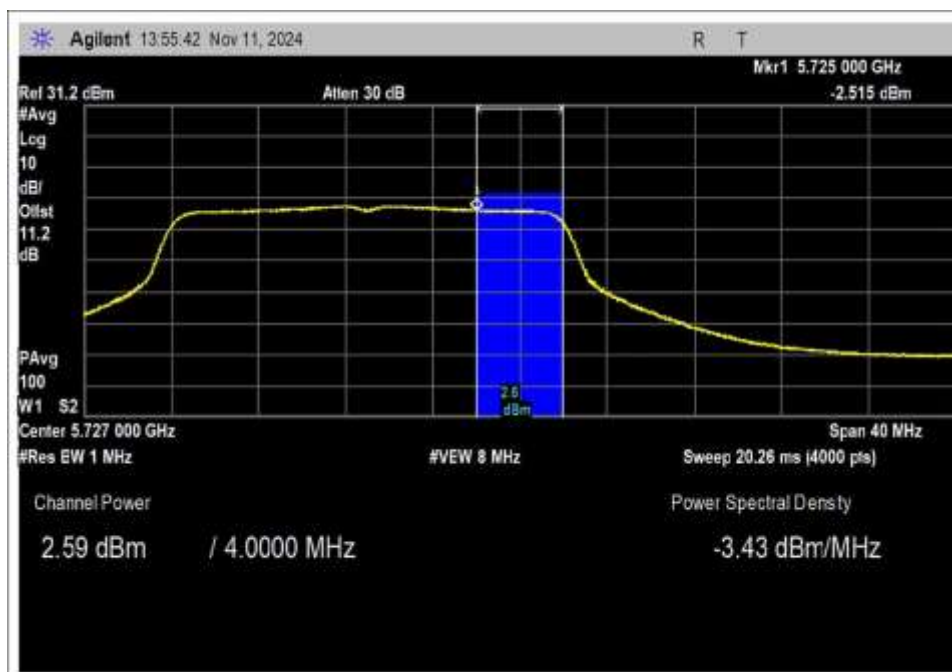 Agilent 13:55:42 Nov 11, 2024 R T
Mkr1 5.725 000 GHz
Ref 31.2 dBm Atten 30 dB -2.515 dBm
#Avg
Log
10
dB/
Offst
11.2
dB
1
PAvg
100
W1 S2
2.6
dBm
Center 5.727 000 GHz Span 40 MHz
#Res BW 1 MHz #VBW 8 MHz Sweep 20.26 ms (4000 pts)
Channel Power Power Spectral Density
2.59 dBm / 4.0000 MHz -3.43 dBm/MHz